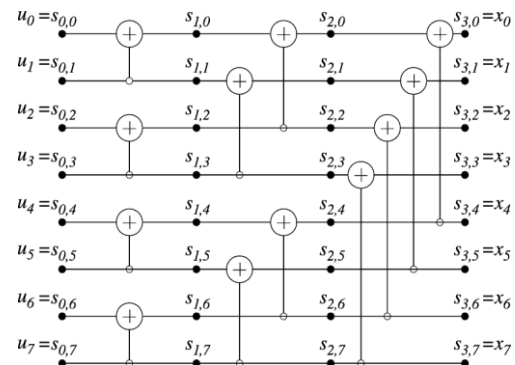 u₀=s₀,₀ s₁,₀ s₂,₀ s₃,₀=x₀
u₁=s₀,₁ s₁,₁ s₂,₁ s₃,₁=x₁
u₂=s₀,₂ s₁,₂ s₂,₂ s₃,₂=x₂
u₃=s₀,₃ s₁,₃ s₂,₃ s₃,₃=x₃
u₄=s₀,₄ s₁,₄ s₂,₄ s₃,₄=x₄
u₅=s₀,₅ s₁,₅ s₂,₅ s₃,₅=x₅
u₆=s₀,₆ s₁,₆ s₂,₆ s₃,₆=x₆
u₇=s₀,₇ s₁,₇ s₂,₇ s₃,₇=x₇